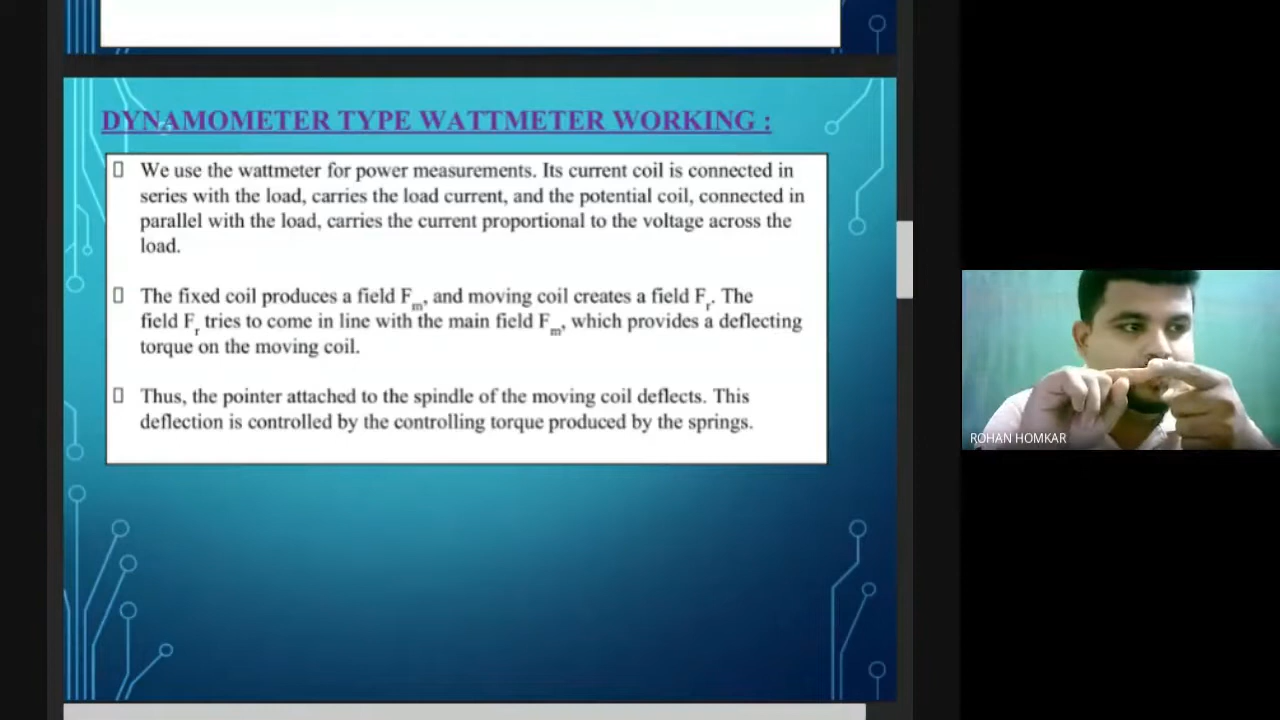 DYNAMOMETER TYPE WATTMETER WORKING :
We use the wattmeter for power measurements. Its current coil is connected in
series with the load, carries the load current, and the potential coil, connected in
parallel with the load, carries the current proportional to the voltage across the
load.
The fixed coil produces a field Fm, and moving coil creates a field Fr. The
field Fr tries to come in line with the main field Fm, which provides a deflecting
torque on the moving coil.
Thus, the pointer attached to the spindle of the moving coil deflects. This
deflection is controlled by the controlling torque produced by the springs.
ROHAN HOMKAR